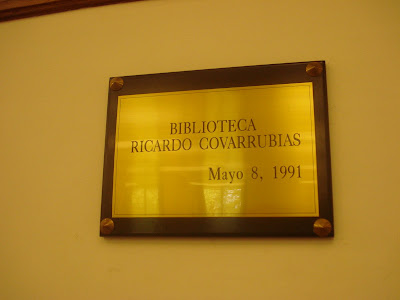 BIBLIOTECA
RICARDO COVARRUBIAS
Mayo 8, 1991